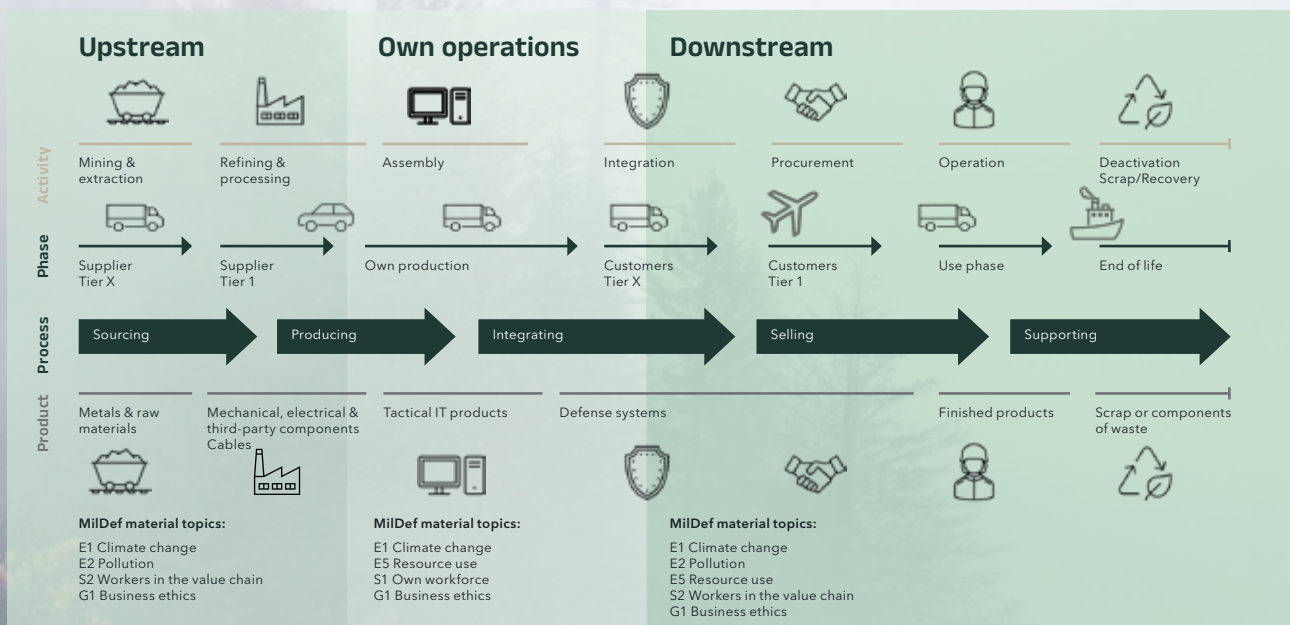 Upstream
Own operations
Downstream
Activity
Mining &
extraction
Refining &
processing
Assembly
Integration
Procurement
Operation
Deactivation
Scrap/Recovery
Phase
Supplier
Tier X
Supplier
Tier 1
Own production
Customers
Tier X
Customers
Tier 1
Use phase
End of life
Process
Sourcing
Producing
Integrating
Selling
Supporting
Product
Metals & raw
materials
Mechanical, electrical &
third-party components
Cables
Tactical IT products
Defense systems
Finished products
Scrap or components
of waste
MilDef material topics:
E1 Climate change
E2 Pollution
S2 Workers in the value chain
G1 Business ethics
MilDef material topics:
E1 Climate change
E5 Resource use
S1 Own workforce
G1 Business ethics
MilDef material topics:
E1 Climate change
E2 Pollution
E5 Resource use
S2 Workers in the value chain
G1 Business ethics